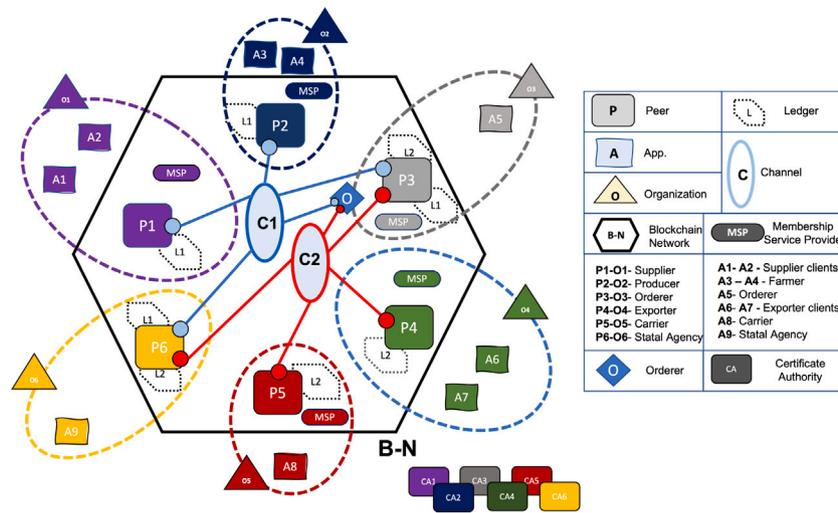 O2
A3
A4
MSP
L1
P2
O1
A2
A1
MSP
P1
L1
O3
A5
L2
P3
L1
MSP
O
C1
C2
MSP
O4
P4
L2
A6
A7
L1
P6
L2
O6
A9
P5
L2
MSP
O5
A8
B-N
CA1
CA3
CA5
CA2
CA4
CA6
P
Peer
L
Ledger
A
App.
C
Channel
O
Organization
B-N
Blockchain
Network
MSP
Membership
Service Provide
P1-O1- Supplier
P2-O2- Producer
P3-O3- Orderer
P4-O4- Exporter
P5-O5- Carrier
P6-O6- Statal Agency
A1- A2 - Supplier clients
A3 – A4 - Farmer
A5- Orderer
A6- A7 - Exporter clients
A8- Carrier
A9- Statal Agency
O
Orderer
CA
Certificate
Authority